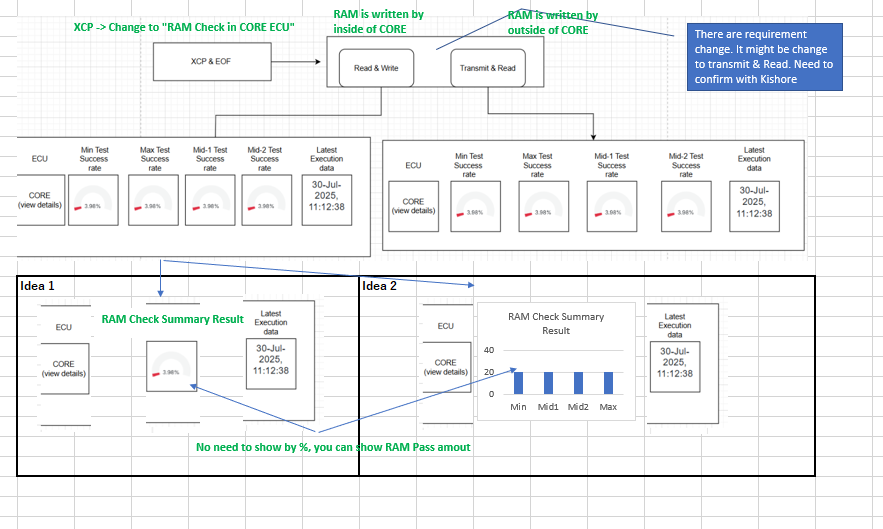 XCP -> Change to "RAM Check in CORE ECU"
RAM is written by
inside of CORE
RAM is written by
outside of CORE
There are requirement
change. It might be change
to transmit & Read. Need to
confirm with Kishore
XCP & EOF
Read & Write
Transmit & Read
ECU
Min Test
Success
rate
Max Test
Success
rate
Mid-1 Test
Success
rate
Mid-2 Test
Success
rate
Latest
Execution
data
CORE
(view details)
3.98%
3.98%
3.98%
3.98%
30-Jul-
2025,
11:12:38
ECU
Min Test
Success
rate
Max Test
Success
rate
Mid-1 Test
Success
rate
Mid-2 Test
Success
rate
Latest
Execution
data
CORE
(view details)
3.98%
3.98%
3.98%
3.98%
30-Jul-
2025,
11:12:38
Idea 1
ECU
RAM Check Summary Result
Latest
Execution
data
CORE
(view details)
3.98%
30-Jul-
2025,
11:12:38
Idea 2
ECU
CORE
(view details)
RAM Check Summary
Result
40
20
0
Min Mid1 Mid2 Max
Latest
Execution
data
30-Jul-
2025,
11:12:38
No need to show by %, you can show RAM Pass amout